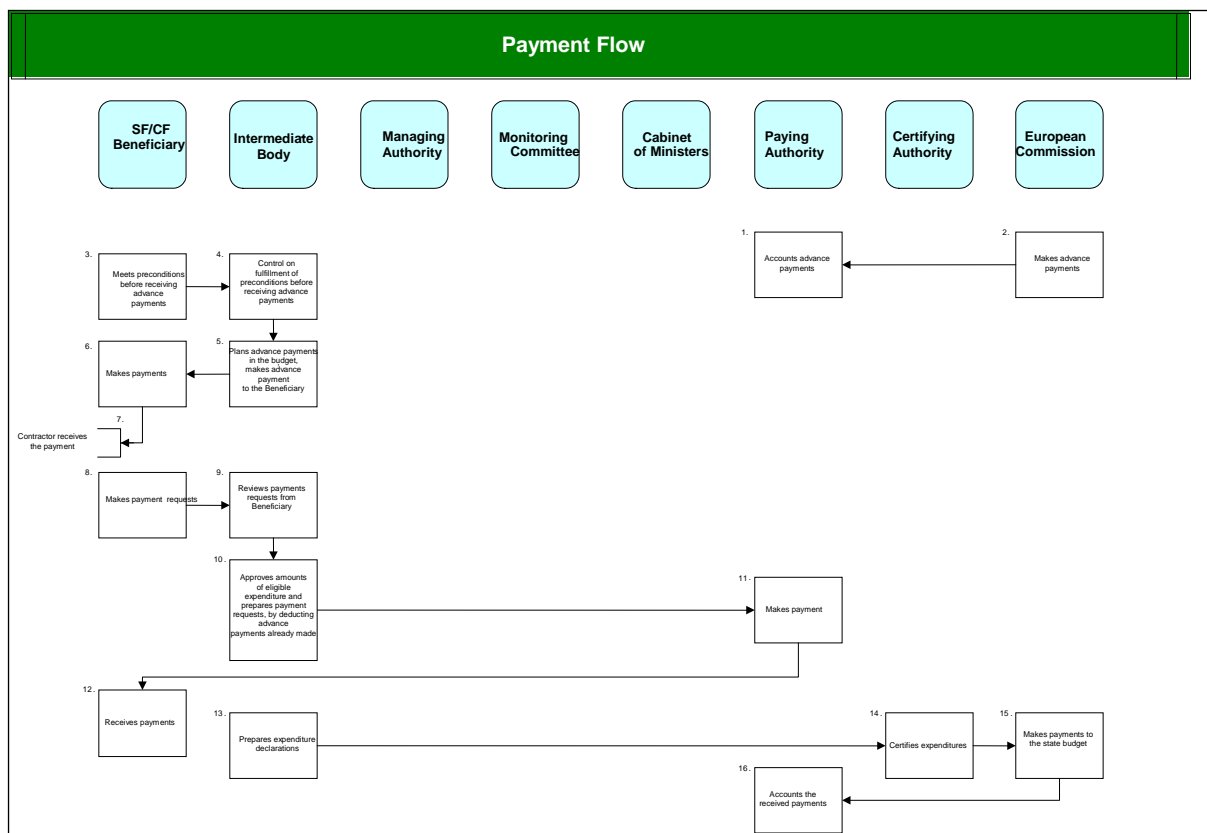 Payment Flow
SF/CF
Beneficiary
Intermediate
Body
Managing
Authority
Monitoring
Committee
Cabinet
of Ministers
Paying
Authority
Certifying
Authority
European
Commission
1.
Accounts advance
payments
2.
Makes advance
payments
3.
Meets preconditions
before receiving
advance
payments
4.
Control on
fulfillment of
preconditions before
receiving advance
payments
5.
Plans advance payments
in the budget,
makes advance
payment
to the Beneficiary
6.
Makes payments
7.
Contractor receives
the payment
8.
Makes payment requests
9.
Reviews payments
requests from
Beneficiary
10.
Approves amounts
of eligible
expenditure and
prepares payment
requests, by deducting
advance
payments already made
11.
Makes payment
12.
Receives payments
13.
Prepares expenditure
declarations
14.
Certifies expenditures
15.
Makes payments to
the state budget
16.
Accounts the
received payments